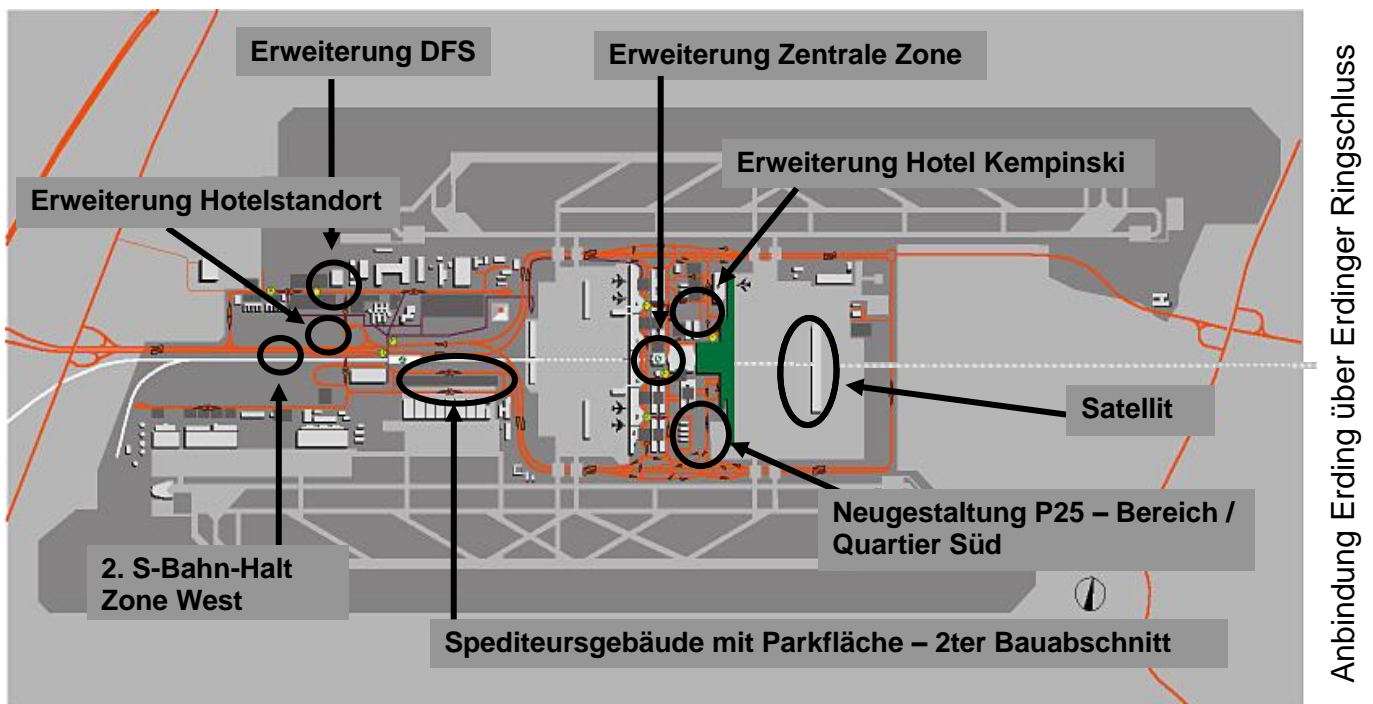 Erweiterung DFS
Erweiterung Zentrale Zone
Erweiterung Hotel Kempinski
Erweiterung Hotelstandort
Satellit
Neugestaltung P25 – Bereich /
Quartier Süd
2. S-Bahn-Halt
Zone West
Spediteursgebäude mit Parkfläche – 2ter Bauabschnitt
Anbindung Erding über Erdinger Ringschluss